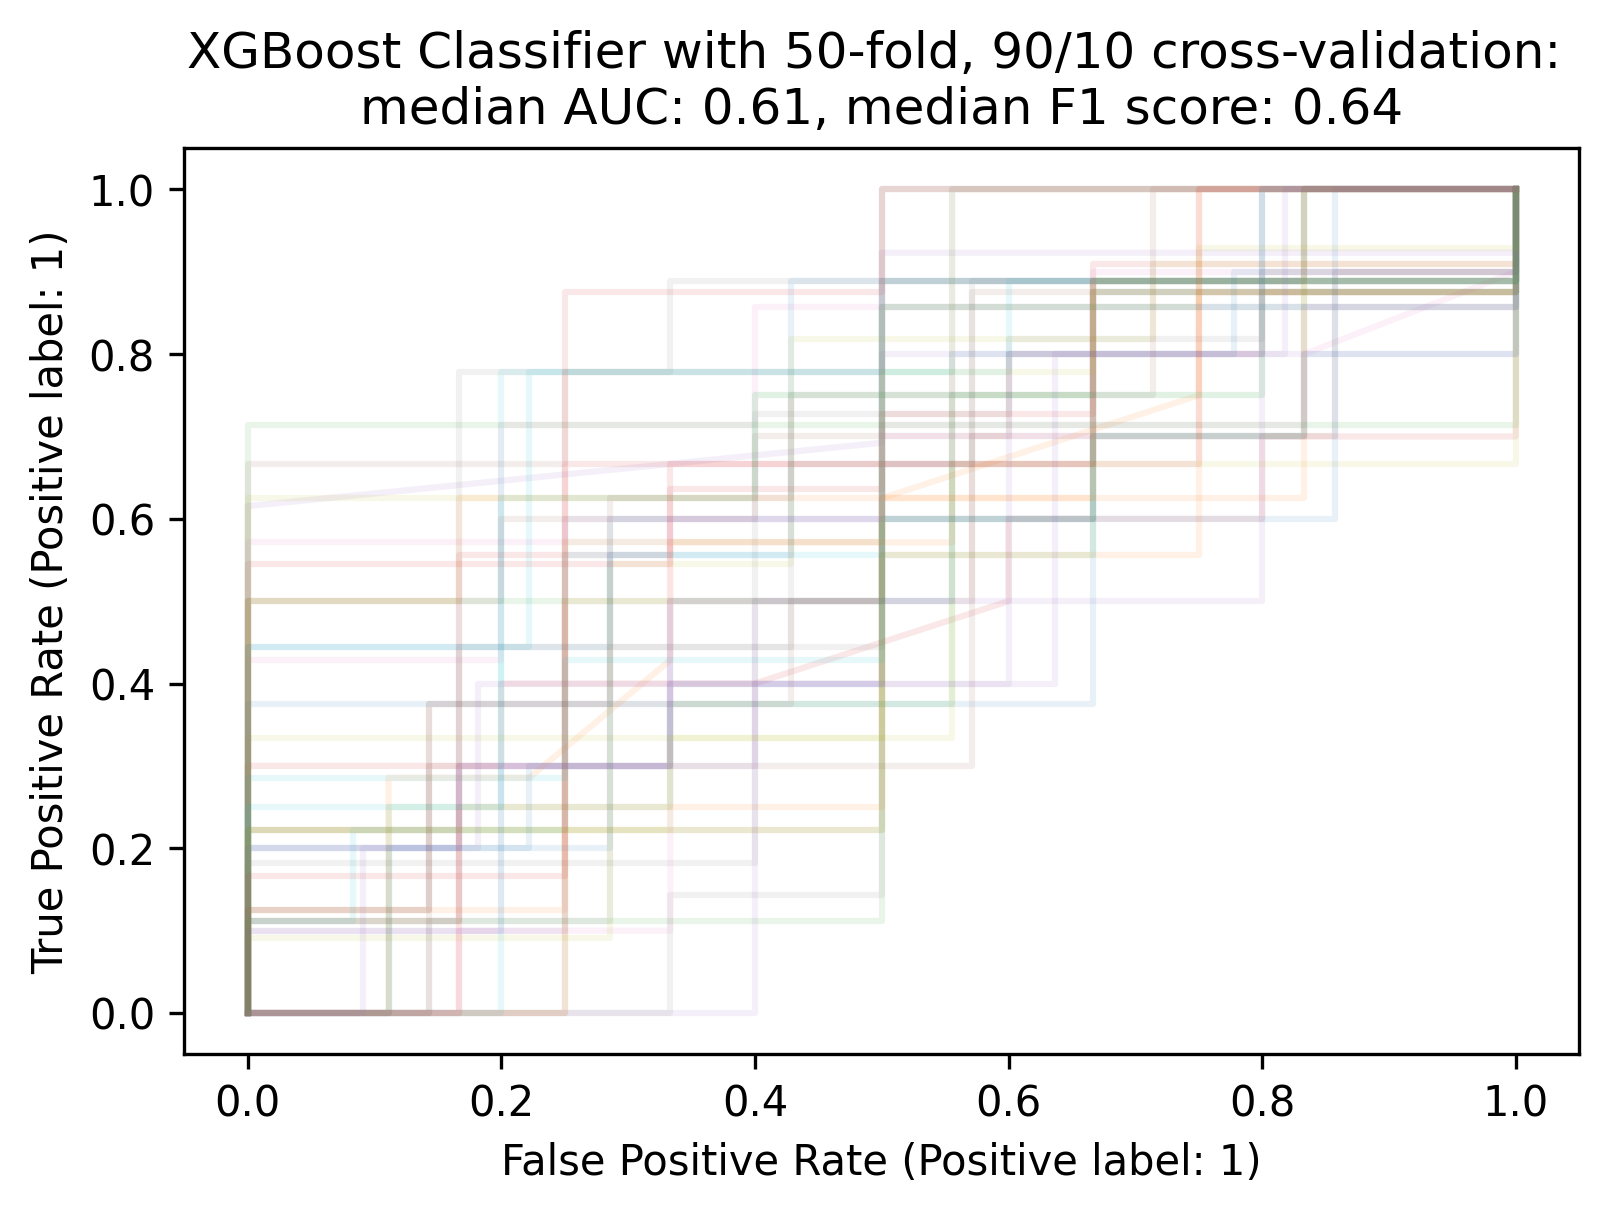 XGBoost Classifier with 50-fold, 90/10 cross-validation:
median AUC: 0.61, median F1 score: 0.64
1.0
0.8
0.6
0.4
0.2
0.0
True Positive Rate (Positive label: 1)
0.0 0.2 0.4 0.6 0.8 1.0
False Positive Rate (Positive label: 1)